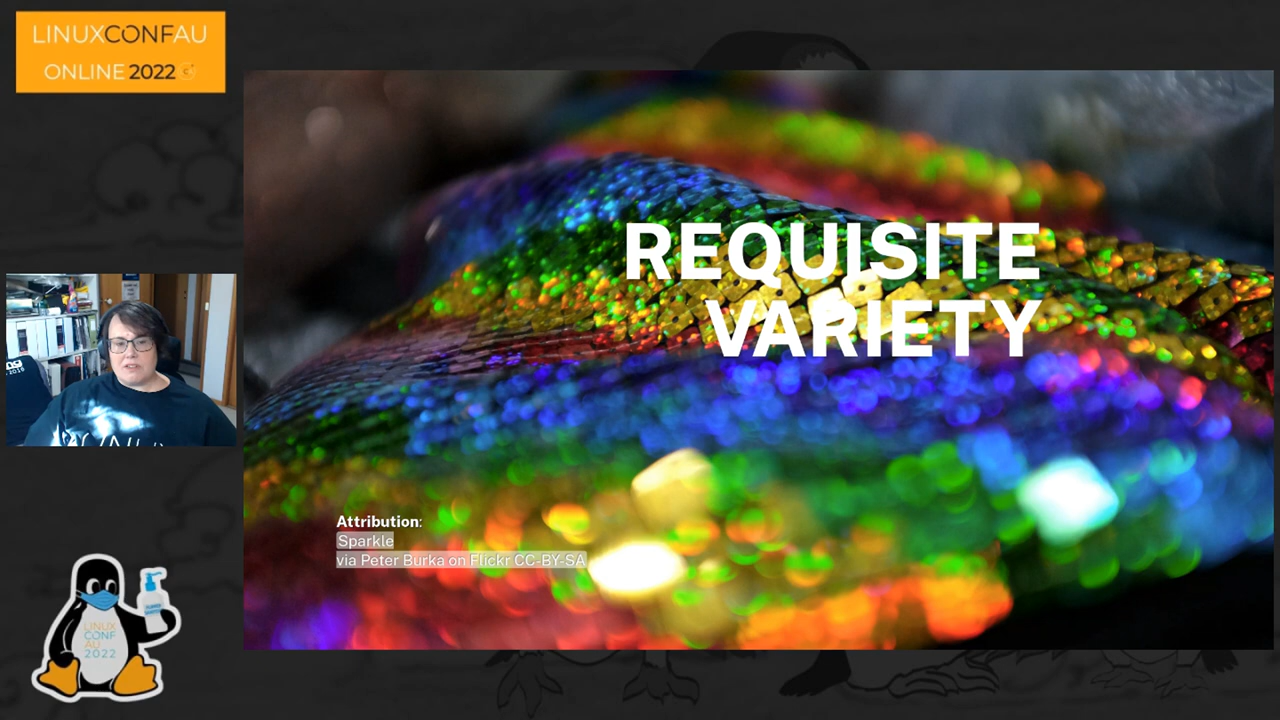 LINUXCONFAU
ONLINE 2022
REQUISITE
VARIETY
Attribution:
Sparkle
via Peter Burka on Flickr CC-BY-SA
LINUX
CONF
AU
2022